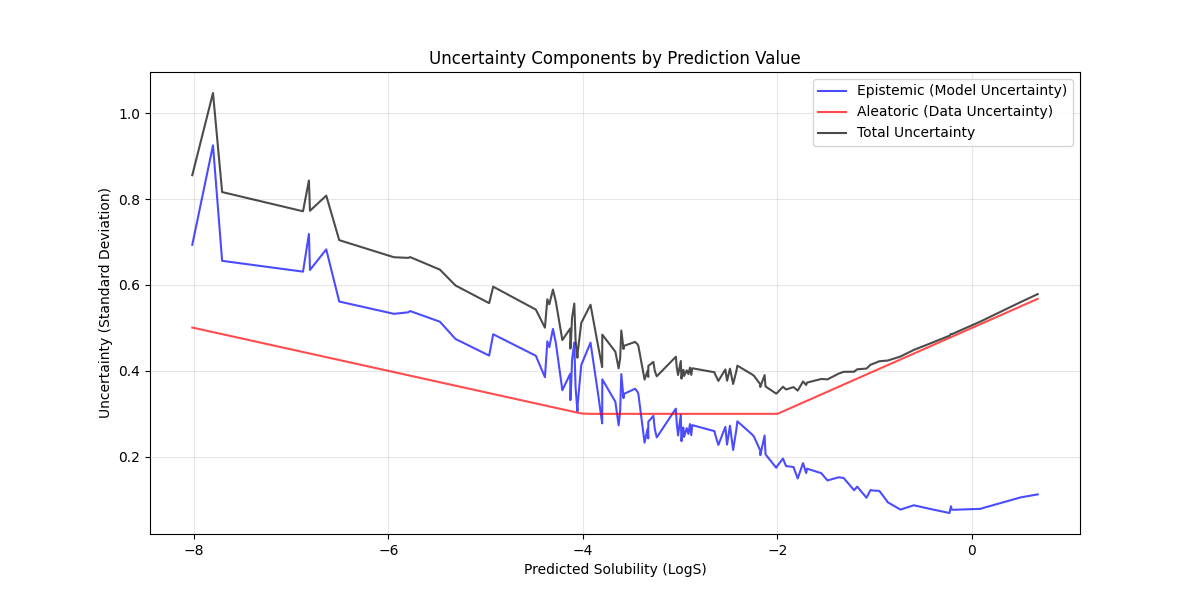 Uncertainty Components by Prediction Value
Epistemic (Model Uncertainty)
Aleatoric (Data Uncertainty)
Total Uncertainty
Uncertainty (Standard Deviation)
1.0
0.8
0.6
0.4
0.2
−8 −6 −4 −2 0
Predicted Solubility (LogS)